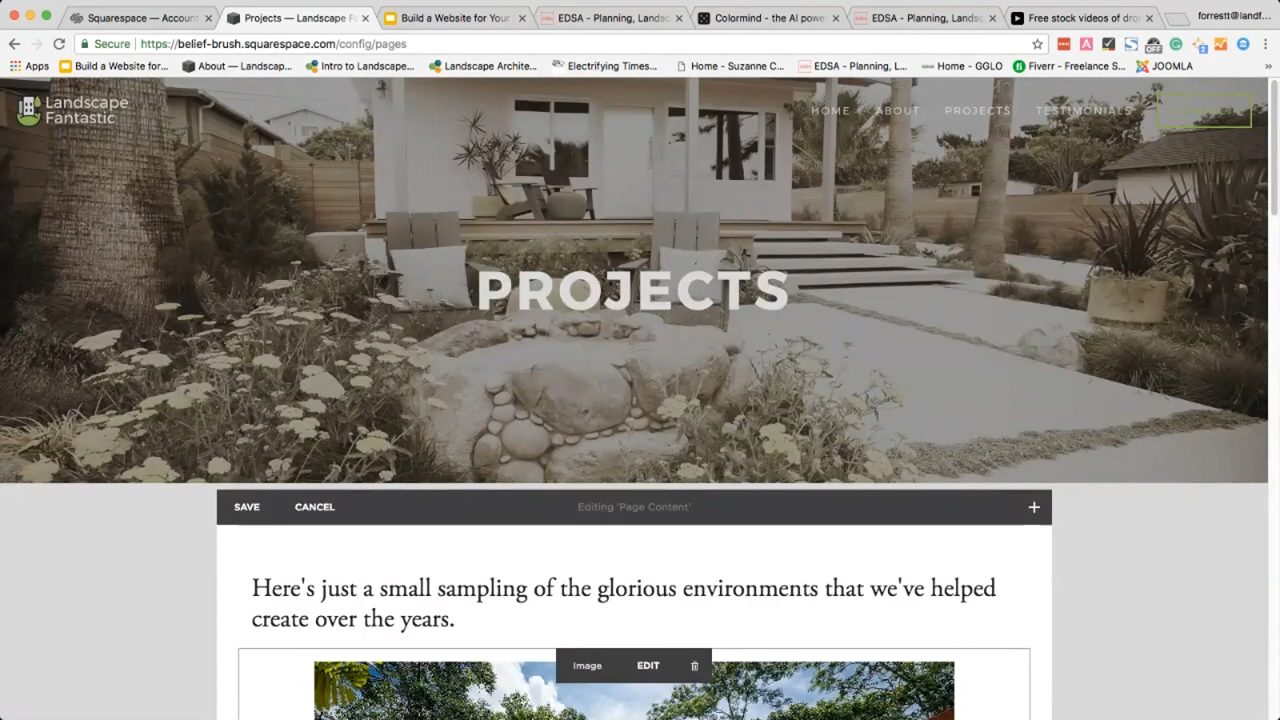 Squarespace — Account
Projects — Landscape F
Build a Website for Your
EDSA - Planning, Landsc
Colormind - the AI power
EDSA - Planning, Landsc
Free stock videos of dro
forrestt@landf...
Secure
https://belief-brush.squarespace.com/config/pages
OFF
Apps
Build a Website for...
About — Landscap...
Intro to Landscape...
Landscape Archite...
Electrifying Times...
Home - Suzanne C...
EDSA - Planning, L...
Home - GGLO
Fiverr - Freelance S...
JOOMLA
»
Landscape
Fantastic
HOME
ABOUT
PROJECTS
TESTIMONIALS
PROJECTS
SAVE
CANCEL
Editing 'Page Content'
Here's just a small sampling of the glorious environments that we've helped
create over the years.
Image
EDIT